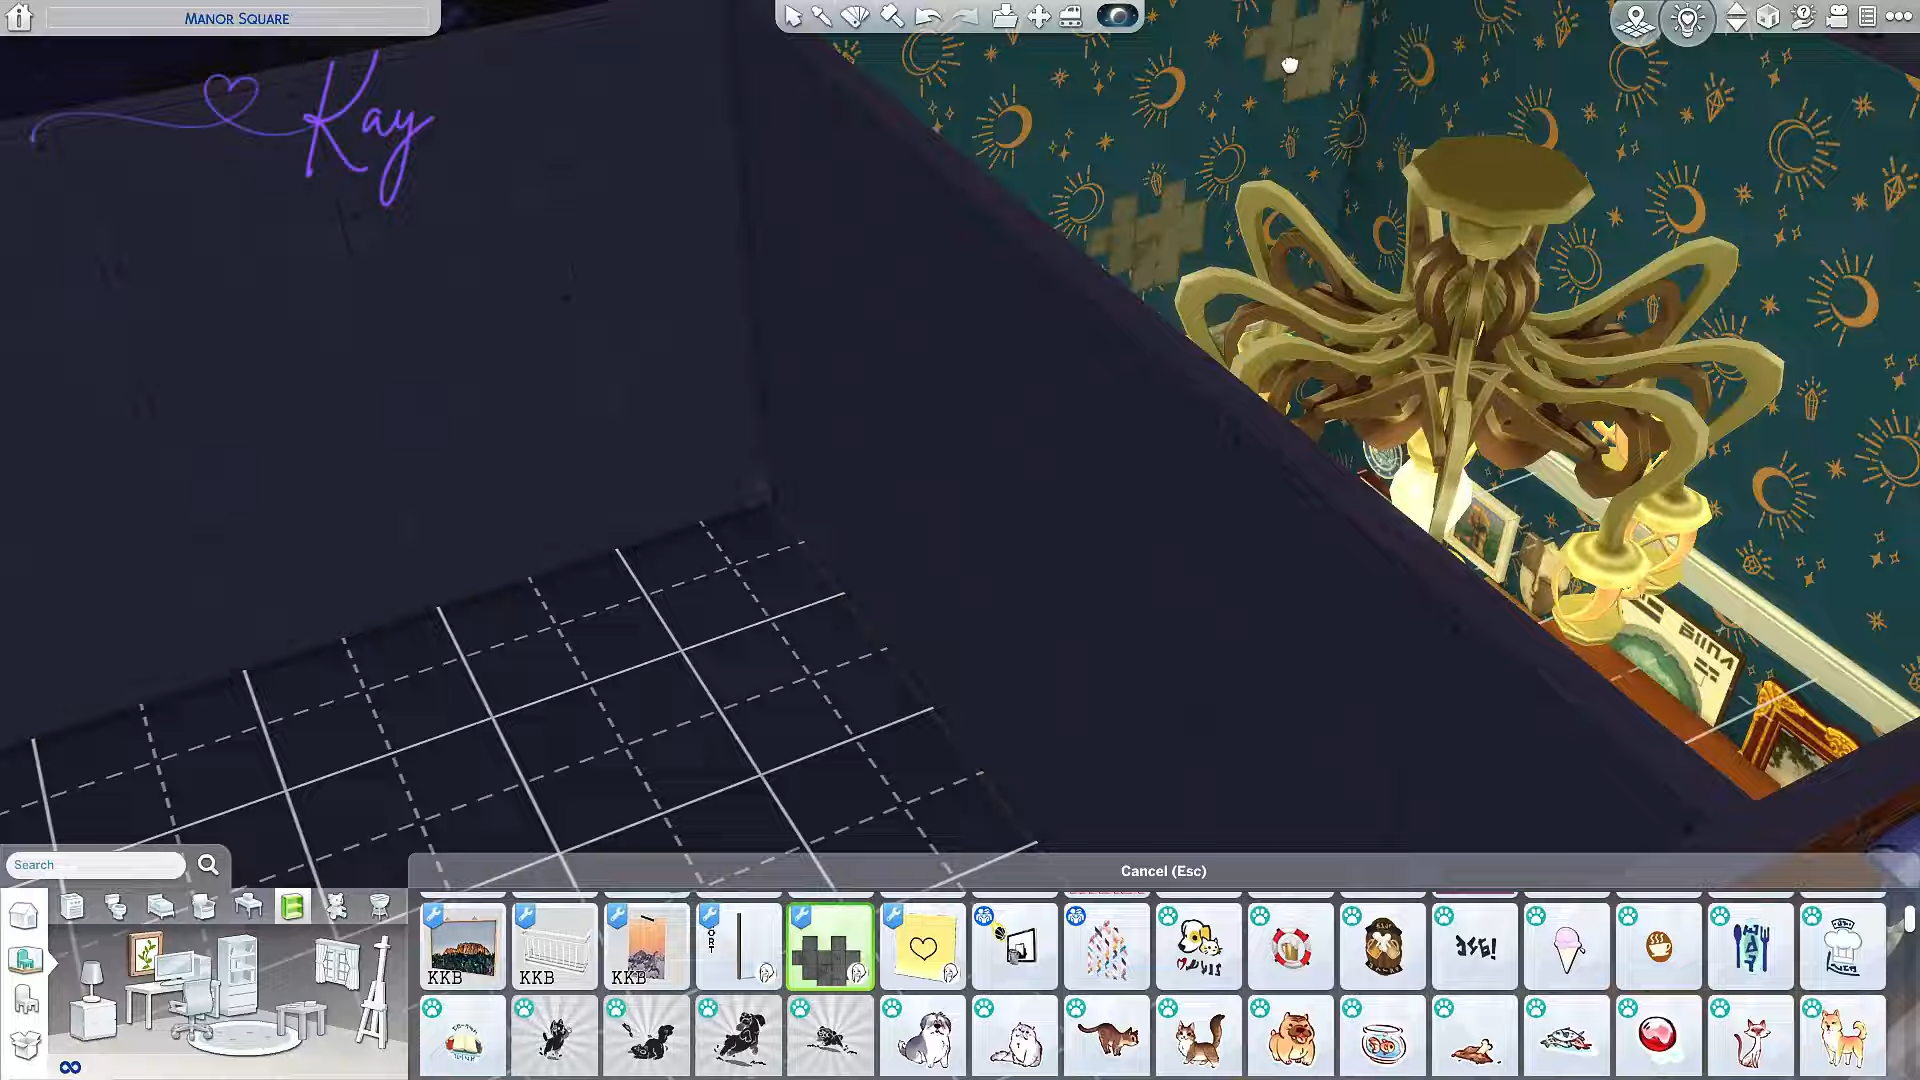 MANOR SQUARE
Kay
Search
Cancel (Esc)
KKB
KKB
KKB